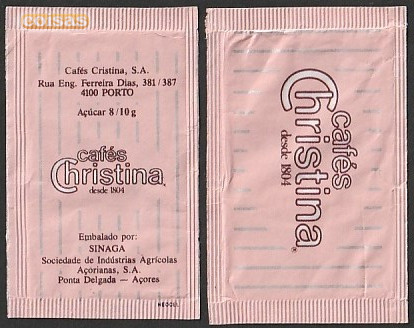 coisas
Cafés Cristina, S.A.
Rua Eng. Ferreira Dias, 381/387
4100 PORTO
Açúcar 8/10 g
cafés
Christina
desde 1804
Embalado por:
SINAGA
Sociedade de Indústrias Agrícolas
Açorianas, S.A.
Ponta Delgada — Açores
cafés
Christina
desde 1804